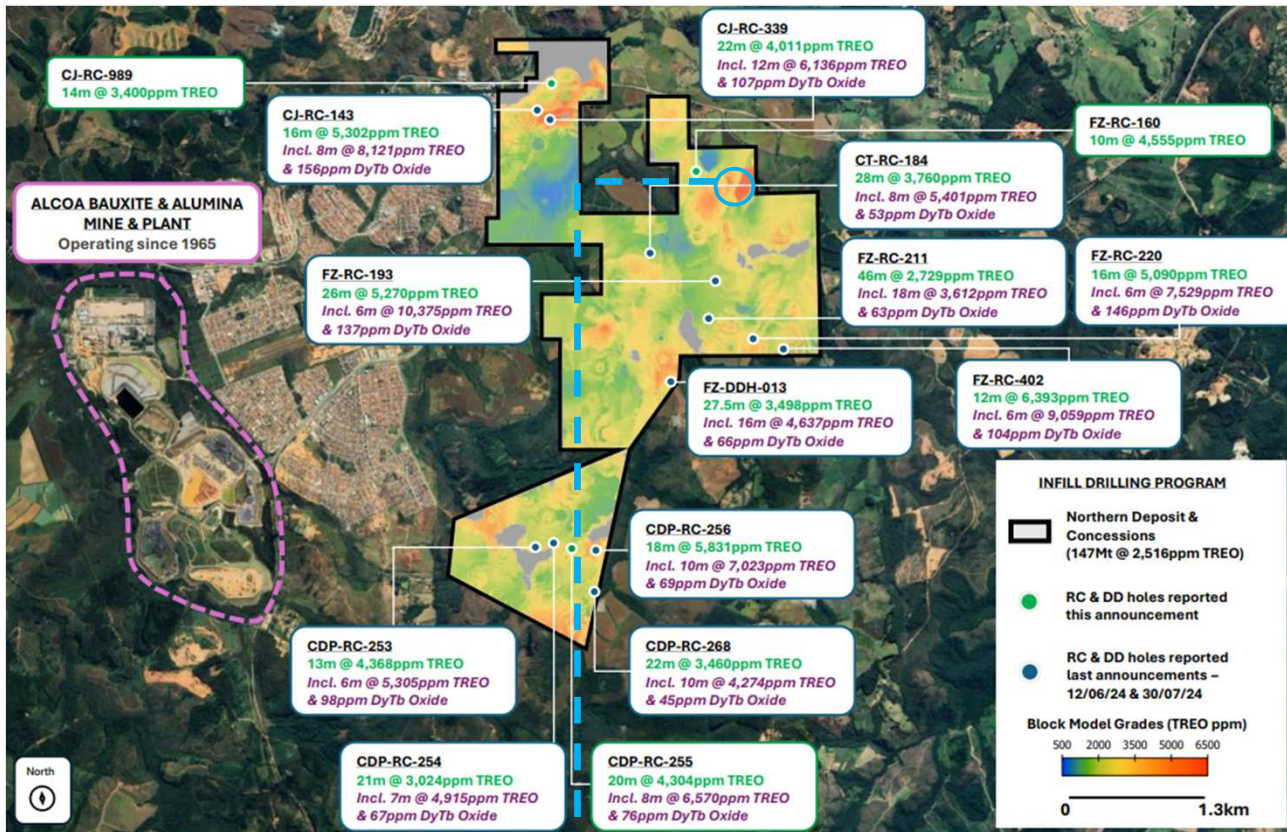 CJ-RC-339
22m @ 4,011ppm TREO
Incl. 12m @ 6,136ppm TREO
& 107ppm DyTb Oxide
CJ-RC-989
14m @ 3,400ppm TREO
CJ-RC-143
16m @ 5,302ppm TREO
Incl. 8m @ 8,121ppm TREO
& 156ppm DyTb Oxide
FZ-RC-160
10m @ 4,555ppm TREO
CT-RC-184
28m @ 3,760ppm TREO
Incl. 8m @ 5,401ppm TREO
& 53ppm DyTb Oxide
ALCOA BAUXITE & ALUMINA
MINE & PLANT
Operating since 1965
FZ-RC-193
26m @ 5,270ppm TREO
Incl. 6m @ 10,375ppm TREO
& 137ppm DyTb Oxide
FZ-RC-211
46m @ 2,729ppm TREO
Incl. 18m @ 3,612ppm TREO
& 63ppm DyTb Oxide
FZ-RC-220
16m @ 5,090ppm TREO
Incl. 6m @ 7,529ppm TREO
& 146ppm DyTb Oxide
FZ-DDH-013
27.5m @ 3,498ppm TREO
Incl. 16m @ 4,637ppm TREO
& 66ppm DyTb Oxide
FZ-RC-402
12m @ 6,393ppm TREO
Incl. 6m @ 9,059ppm TREO
& 104ppm DyTb Oxide
CDP-RC-256
18m @ 5,831ppm TREO
Incl. 10m @ 7,023ppm TREO
& 69ppm DyTb Oxide
CDP-RC-253
13m @ 4,368ppm TREO
Incl. 6m @ 5,305ppm TREO
& 98ppm DyTb Oxide
CDP-RC-268
22m @ 3,460ppm TREO
Incl. 10m @ 4,274ppm TREO
& 45ppm DyTb Oxide
CDP-RC-254
21m @ 3,024ppm TREO
Incl. 7m @ 4,915ppm TREO
& 67ppm DyTb Oxide
CDP-RC-255
20m @ 4,304ppm TREO
Incl. 8m @ 6,570ppm TREO
& 76ppm DyTb Oxide
INFILL DRILLING PROGRAM
Northern Deposit &
Concessions
(147Mt @ 2,516ppm TREO)
RC & DD holes reported
this announcement
RC & DD holes reported
last announcements –
12/06/24 & 30/07/24
Block Model Grades (TREO ppm)
500 2000 3500 5000 6500
0 1.3km
North